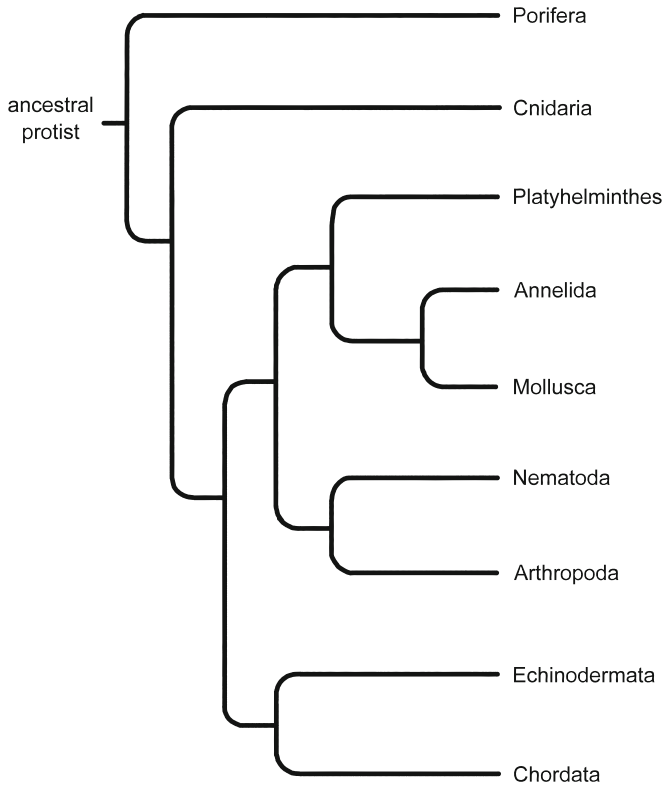 Porifera
ancestral
protist
Cnidaria
Platyhelminthes
Annelida
Mollusca
Nematoda
Arthropoda
Echinodermata
Chordata